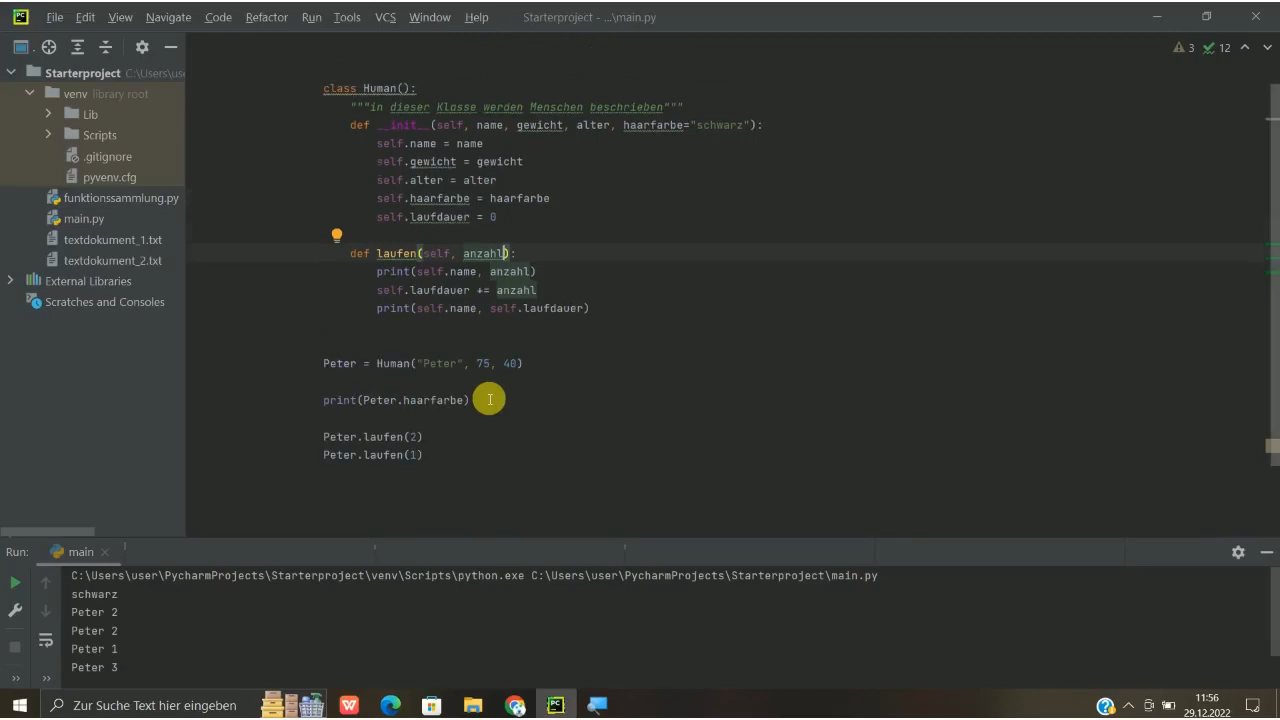 PC File Edit View Navigate Code Refactor Run Tools VCS Window Help Starterproject - ...\main.py
3 12
Starterproject C:\Users\use
venv library root
Lib
Scripts
.gitignore
pyvenv.cfg
funktionssammlung.py
main.py
textdokument_1.txt
textdokument_2.txt
External Libraries
Scratches and Consoles
class Human():
"""in dieser Klasse werden Menschen beschrieben"""
def __init__(self, name, gewicht, alter, haarfarbe="schwarz"):
self.name = name
self.gewicht = gewicht
self.alter = alter
self.haarfarbe = haarfarbe
self.laufdauer = 0
def laufen(self, anzahl):
print(self.name, anzahl)
self.laufdauer += anzahl
print(self.name, self.laufdauer)
Peter = Human("Peter", 75, 40)
print(Peter.haarfarbe)
Peter.laufen(2)
Peter.laufen(1)
Run: main
C:\Users\user\PycharmProjects\Starterproject\venv\Scripts\python.exe C:\Users\user\PycharmProjects\Starterproject\main.py
schwarz
Peter 2
Peter 2
Peter 1
Peter 3
Zur Suche Text hier eingeben
11:56
29.12.2022